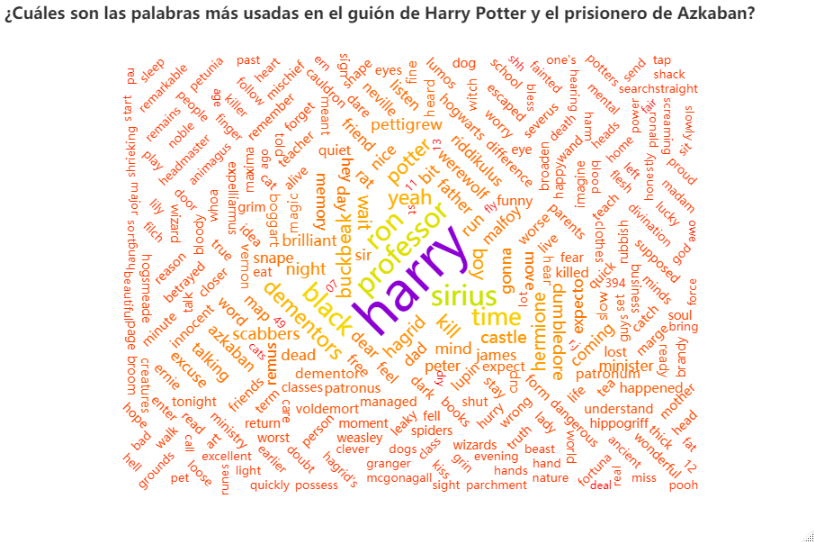 ¿Cuáles son las palabras más usadas en el guión de Harry Potter y el prisionero de Azkaban?
harry
professor
sirius
ron
black
time
dementors
hermione
dumbledore
potter
yeah
buckbeak
hagrid
wait
kill
boy
castle
pettigrew
expecto
night
scabbers
remus
azkaban
lupin
malfoy
snape
map
talking
excuse
brilliant
memory
hey
day
quiet
rat
nice
friend
bit
rather
werewolf
riddikulus
hogwarts
difference
run
funny
gonna
move
coming
mind
james
peter
expect
dad
dear
feel
free
dead
dementor
patronus
classes
friends
term
tonight
voldemort
managed
minister
patronum
happened
understand
hippogriff
dangerous
form
cup
stay
hurry
wrong
lady
truth
world
life
tea
lost
marge
catch
business
minds
supposed
divination
rubbish
clothes
teach
parents
worse
live
hear
fear
killed
quick
slow
394
guys
set
soul
bring
force
owe
god
lucky
madam
proud
sit
slowly
screaming
ronald
fair
power
searchstraight
shack
tap
send
potters
mental
hearing
one's
harm
heads
home
left
flesh
honestly
blood
imagine
happy
broaden
wand
death
severus
bless
fainted
shh
school
escaped
worry
witch
dog
lumos
heard
listen
fine
eyes
shape
sign
ern
neville
dare
meant
cauldron
mischief
heart
past
petunia
follow
remember
forget
teacher
told
ago
cat
alive
magic
boggart
maxima
expelliarmus
grim
idea
vernon
eat
sir
true
closer
word
innocent
betrayed
talk
reason
minute
hogsmeade
beautiful
page
broom
creatures
ernie
enter
hope
read
walk
bad
hell
grounds
call
art
loose
pet
ministry
excellent
runes
light
earlier
quickly
doubt
possess
hagrid's
person
worst
return
care
moment
weasley
clever
granger
dogs
mcgonagall
leaky
fell
spiders
class
kiss
sight
grin
parchment
evening
wizards
beast
hands
hand
nature
fortuna
deal
real
miss
ancient
wonderful
thick
fat
head
mother
12
pooh
brandy
ready
books
dark
shut
eye
13
11
1st
fly
07
49
cats
lot
whoa
bloody
wizard
door
filch
lily
major
shrieking
play
start
red
sleep
remarkable
remains
people
noble
headmaster
animagus
killer
age
finger